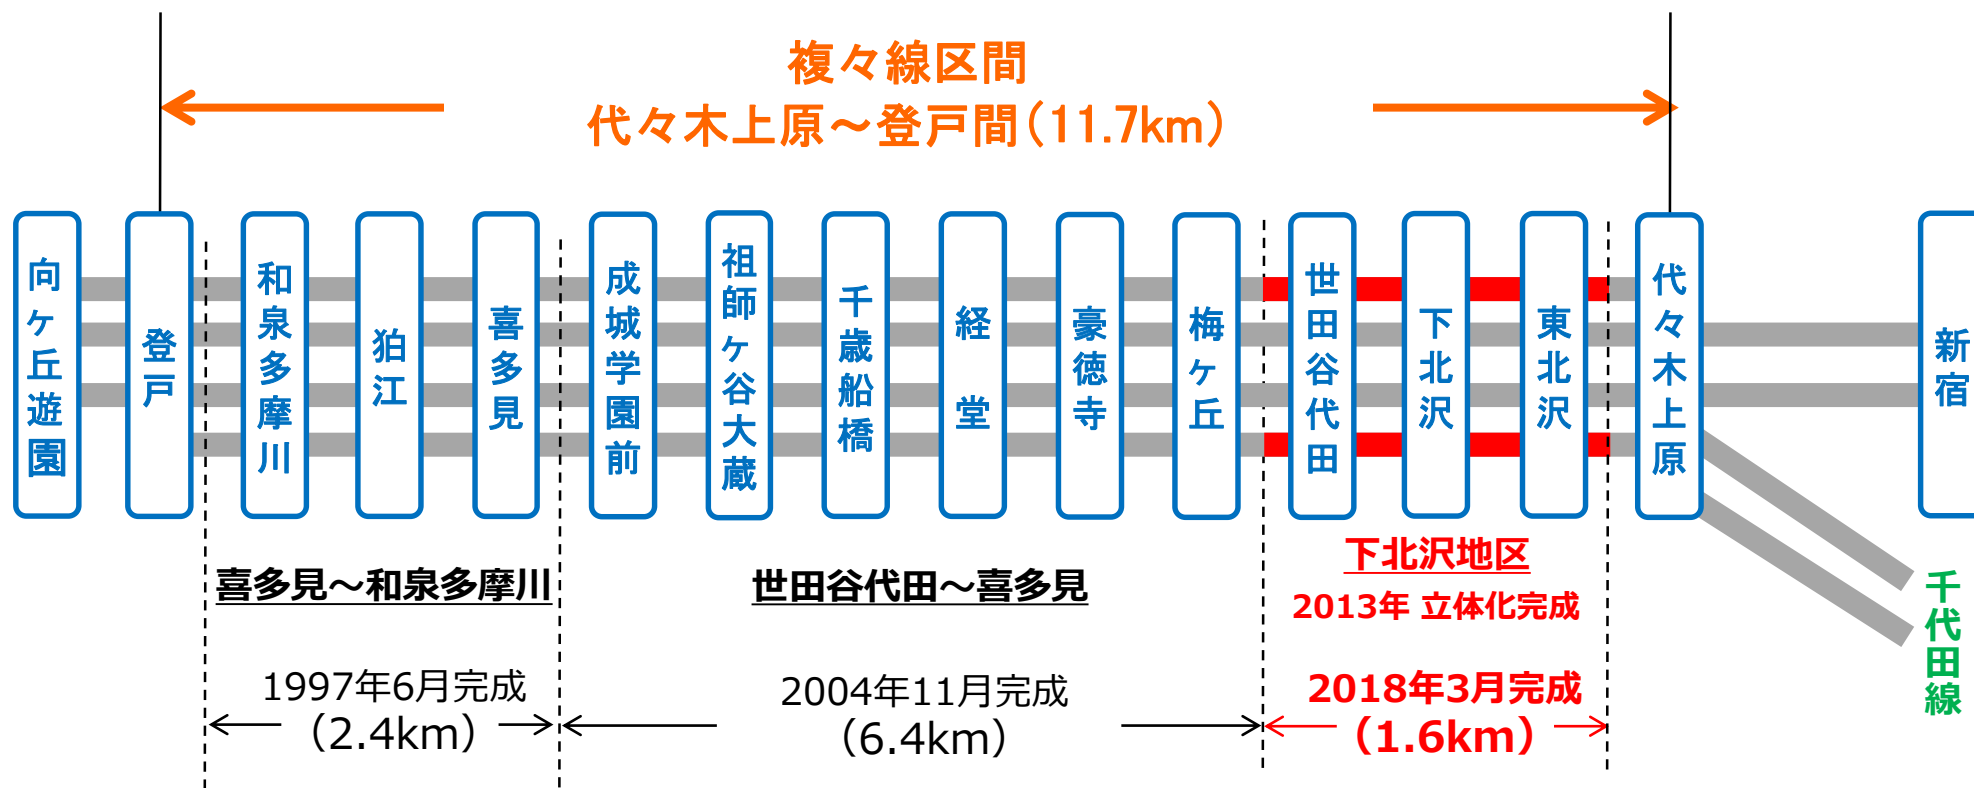 複々線区間
代々木上原～登戸間(11.7km)
向ヶ丘遊園
登戸
和泉多摩川
狛江
喜多見
成城学園前
祖師ヶ谷大蔵
千歳船橋
経堂
豪徳寺
梅ヶ丘
世田谷代田
下北沢
東北沢
代々木上原
新宿
千代田線
喜多見～和泉多摩川
1997年6月完成
（2.4km）
世田谷代田～喜多見
2004年11月完成
（6.4km）
下北沢地区
2013年 立体化完成
2018年3月完成
（1.6km）